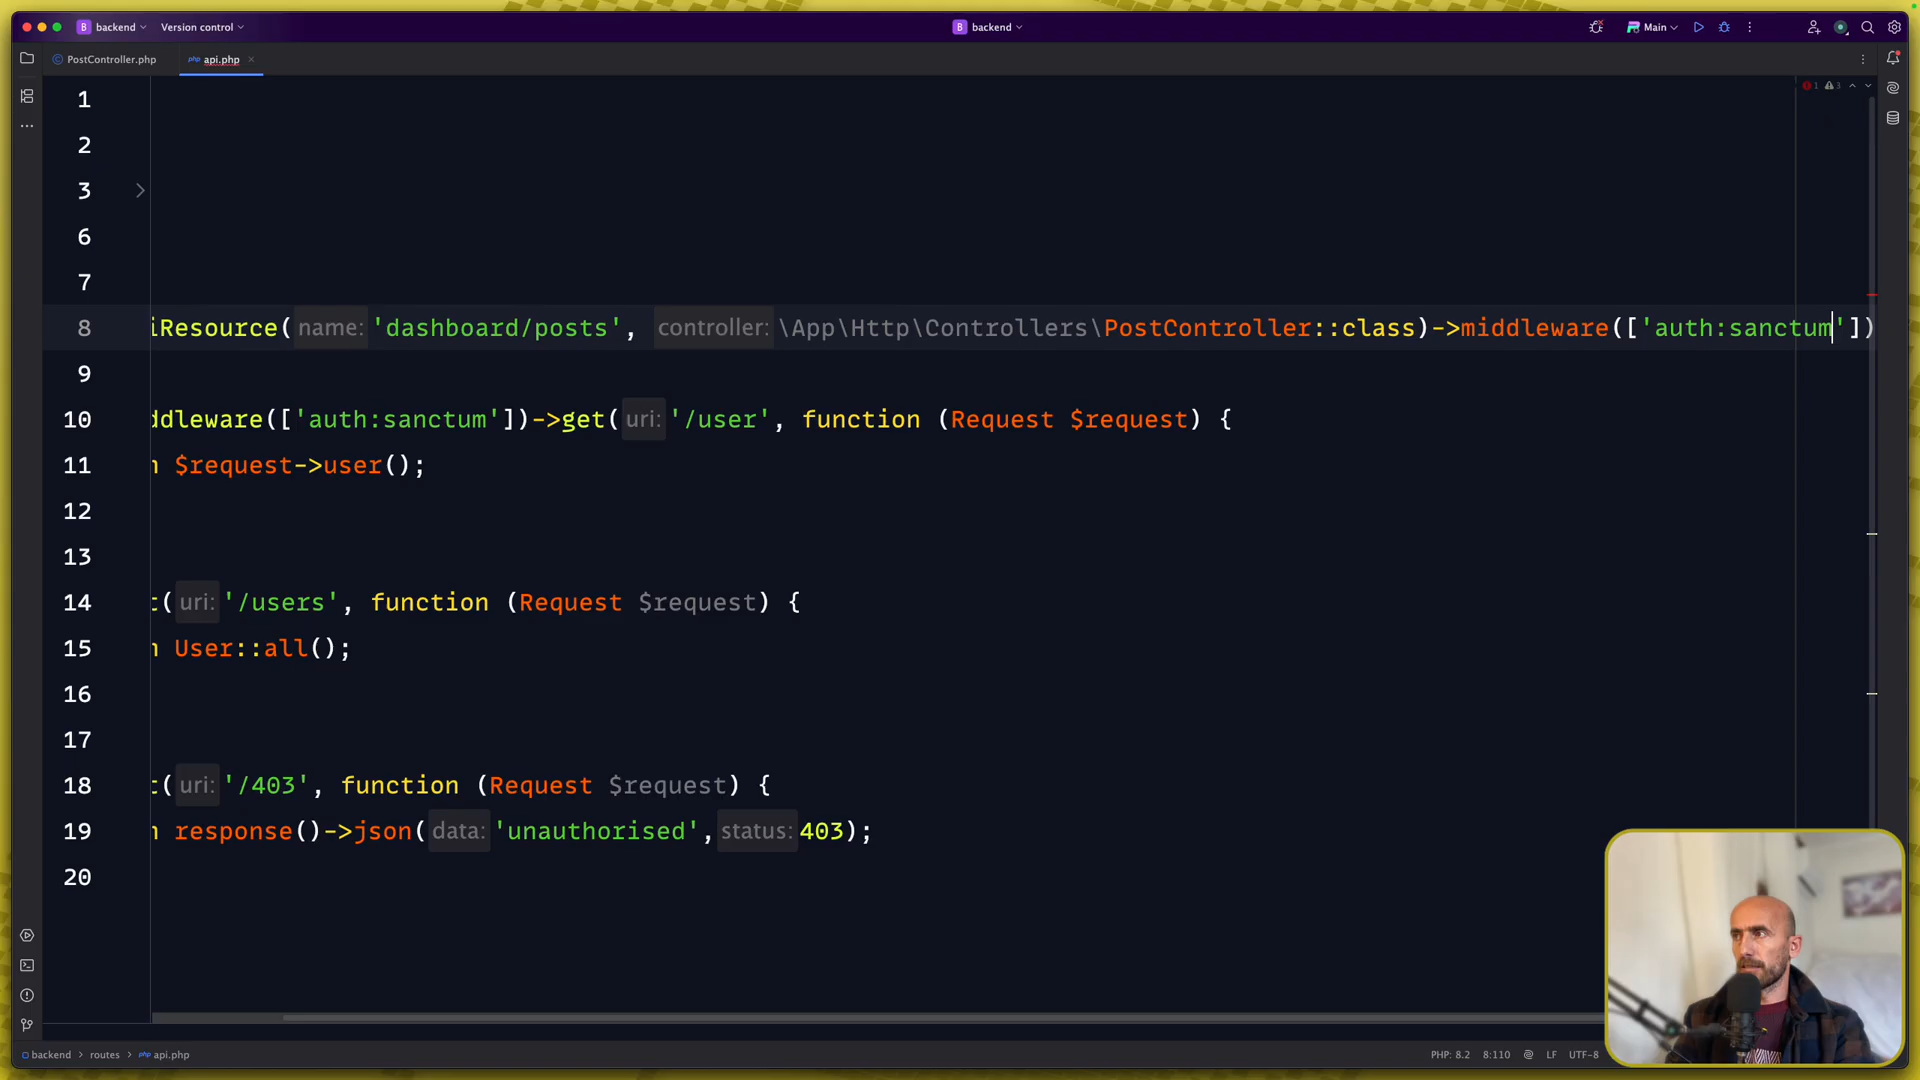 B backend Version control
B backend
Main
PostController.php
php api.php
1 3
1
2
3
6
7
8 iResource( name: 'dashboard/posts', controller: \App\Http\Controllers\PostController::class)->middleware(['auth:sanctum'])
9
10 ddleware(['auth:sanctum'])->get( uri: '/user', function (Request $request) {
11 n $request->user();
12
13
14 t( uri: '/users', function (Request $request) {
15 n User::all();
16
17
18 t( uri: '/403', function (Request $request) {
19 n response()->json( data: 'unauthorised', status: 403);
20
backend > routes > php api.php
PHP: 8.2 8:110 LF UTF-8